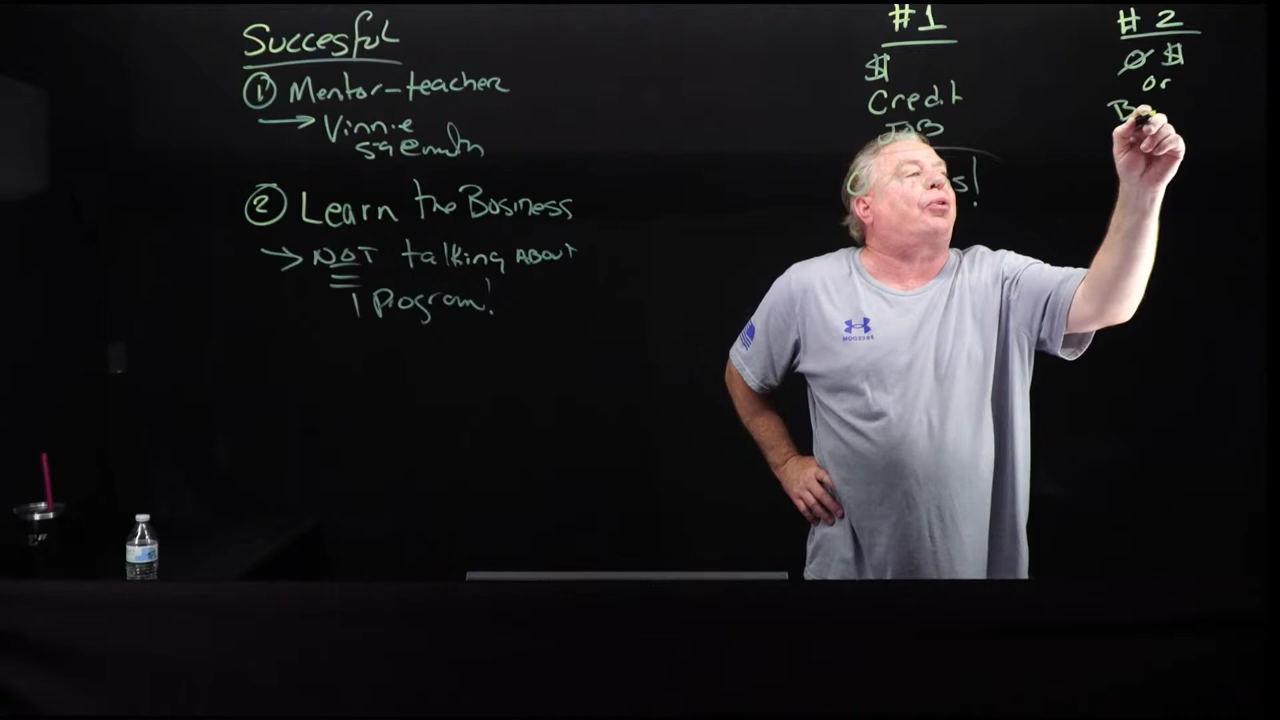 Succesful
① Mentor-teacher
→ Vinnie
② Learn the Business
→ NOT talking ABOUT
1 Program!
#1
$
Credit
JOB
#2
Ø $
or